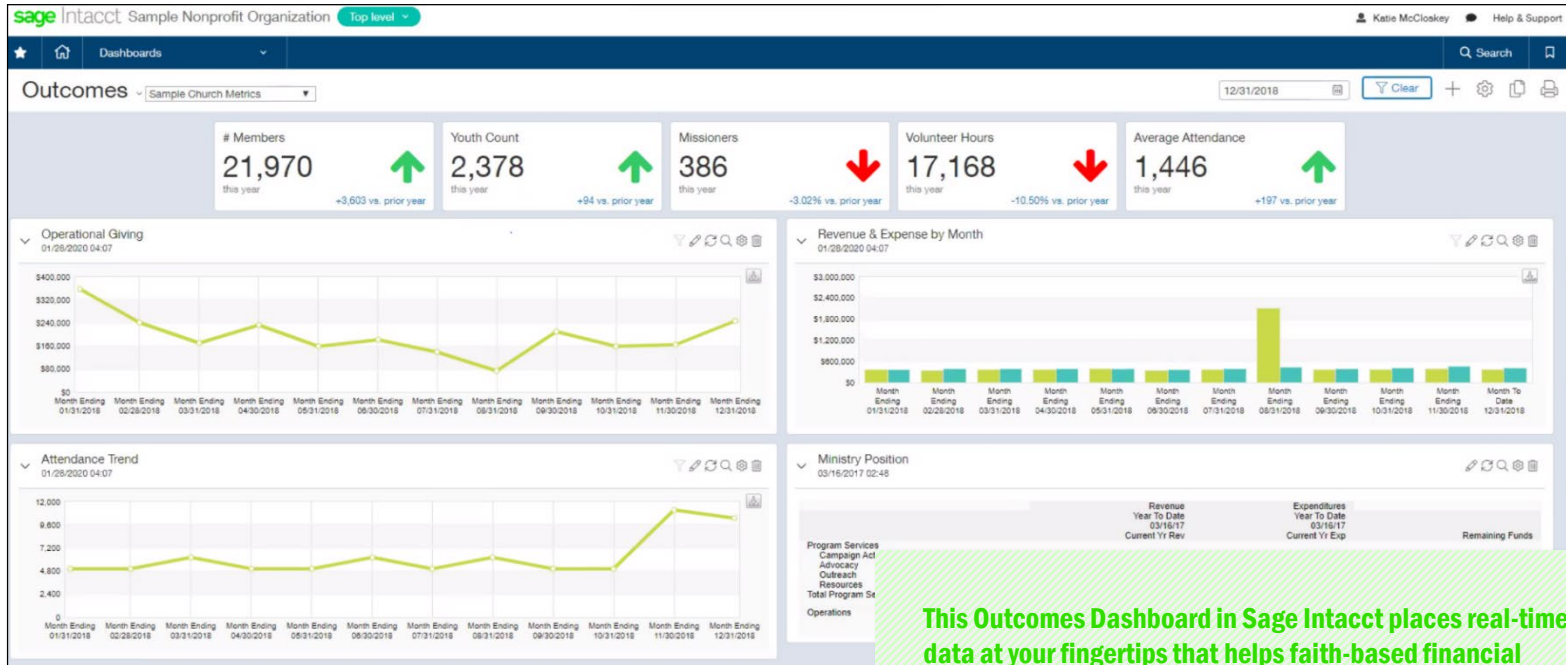 sage Intacct Sample Nonprofit Organization Top level
Katie McCloskey Help & Support
Dashboards
Search
Outcomes - Sample Church Metrics
12/31/2018
Clear
# Members
21,970
this year
+3,603 vs. prior year
Youth Count
2,378
this year
+94 vs. prior year
Missioners
386
this year
-3.02% vs. prior year
Volunteer Hours
17,168
this year
-10.50% vs. prior year
Average Attendance
1,446
this year
+197 vs. prior year
Operational Giving
01/28/2020 04:07
$400,000
$320,000
$240,000
$160,000
$80,000
$0
Month Ending Month Ending Month Ending Month Ending Month Ending Month Ending Month Ending Month Ending Month Ending Month Ending Month Ending Month Ending
01/31/2018 02/28/2018 03/31/2018 04/30/2018 05/31/2018 06/30/2018 07/31/2018 08/31/2018 09/30/2018 10/31/2018 11/30/2018 12/31/2018
Revenue & Expense by Month
01/28/2020 04:07
$3,000,000
$2,400,000
$1,800,000
$1,200,000
$600,000
$0
Month Month Month Month Month Month Month Month Month Month Month Month To
Ending Ending Ending Ending Ending Ending Ending Ending Ending Ending Ending Date
01/31/2018 02/28/2018 03/31/2018 04/30/2018 05/31/2018 06/30/2018 07/31/2018 08/31/2018 09/30/2018 10/31/2018 11/30/2018 12/31/2018
Attendance Trend
01/28/2020 04:07
12,000
9,600
7,200
4,800
2,400
0
Month Ending Month Ending Month Ending Month Ending Month Ending Month Ending Month Ending Month Ending Month Ending Month Ending Month Ending Month Ending
01/31/2018 02/28/2018 03/31/2018 04/30/2018 05/31/2018 06/30/2018 07/31/2018 08/31/2018 09/30/2018 10/31/2018 11/30/2018 12/31/2018
Ministry Position
03/16/2017 02:48
Revenue Expenditures
Year To Date Year To Date
03/16/17 03/16/17
Current Yr Rev Current Yr Exp Remaining Funds
Program Services
Campaign Act
Advocacy
Outreach
Resources
Total Program Se
Operations
This Outcomes Dashboard in Sage Intacct places real-time
data at your fingertips that helps faith-based financial